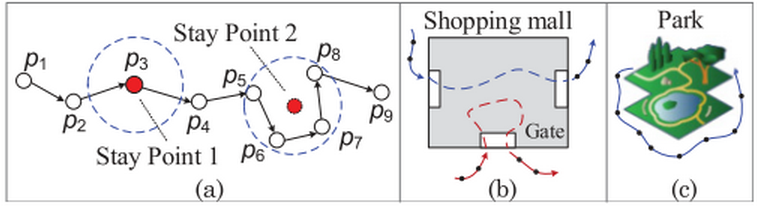 Stay Point 2
p1
p2
p3
p4
p5
p6
p7
p8
p9
Stay Point 1
(a)
Shopping mall
Gate
(b)
Park
(c)